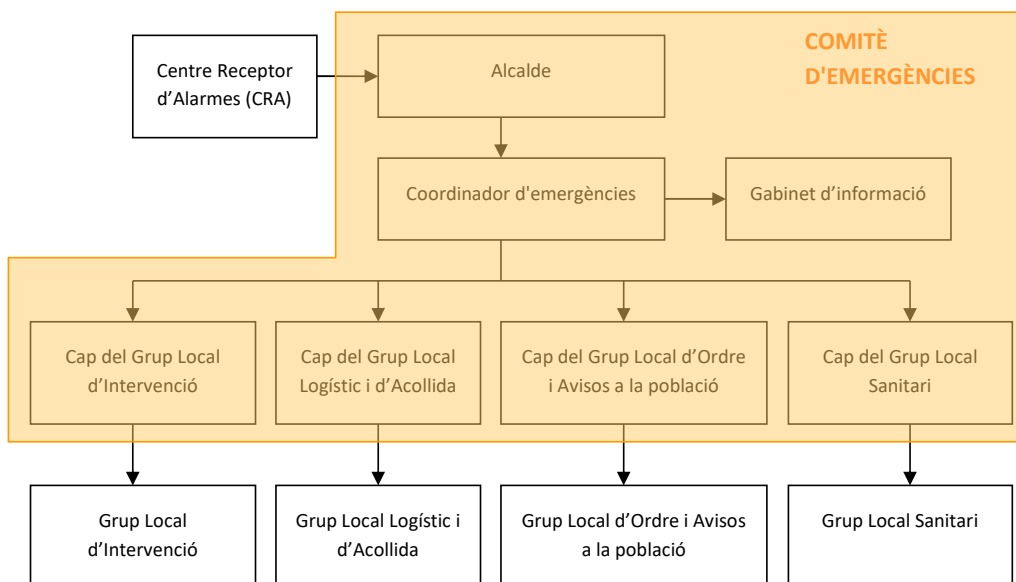 COMITÈ
D'EMERGÈNCIES
Centre Receptor
d’Alarmes (CRA)
Alcalde
Coordinador d'emergències
Gabinet d’informació
Cap del Grup Local
d’Intervenció
Cap del Grup Local
Logístic i d’Acollida
Cap del Grup Local d’Ordre
i Avisos a la població
Cap del Grup Local
Sanitari
Grup Local
d’Intervenció
Grup Local Logístic i
d’Acollida
Grup Local d’Ordre i Avisos
a la població
Grup Local Sanitari